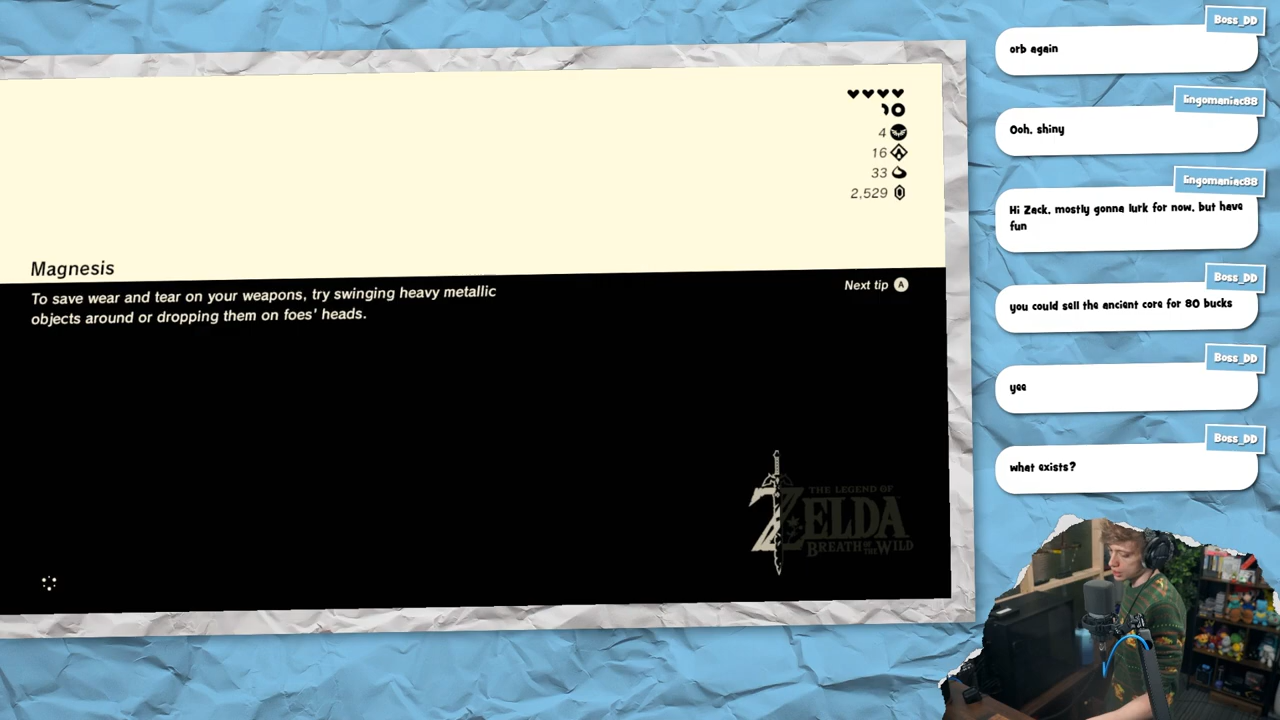 4
16
33
2,529
Magnesis
To save wear and tear on your weapons, try swinging heavy metallic
objects around or dropping them on foes' heads.
Next tip A
THE LEGEND OF
ZELDA
BREATH OF THE WILD
Boss_DD
orb again
Engomaniac88
Ooh, shiny
Engomaniac88
Hi Zack, mostly gonna lurk for now, but have
fun
Boss_DD
you could sell the ancient core for 80 bucks
Boss_DD
yee
Boss_DD
what exists?